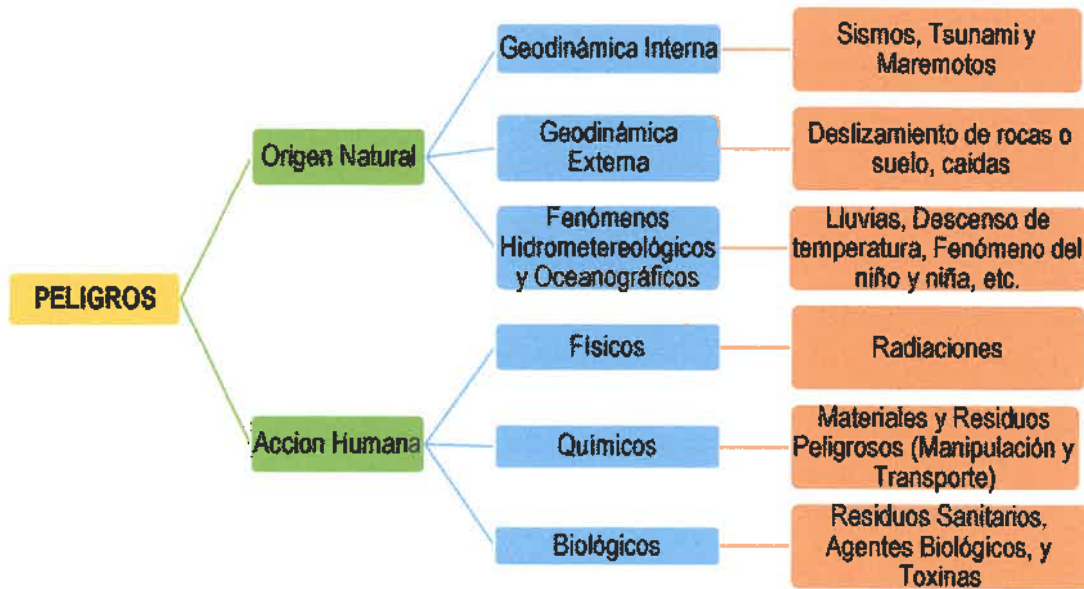 PELIGROS
Origen Natural
Geodinámica Interna
Sismos, Tsunami y
Maremotos
Geodinámica
Externa
Deslizamiento de rocas o
suelo, caidas
Fenómenos
Hidrometereológicos
y Oceanográficos
Lluvias, Descenso de
temperatura, Fenómeno del
niño y niña, etc.
Accion Humana
Físicos
Radiaciones
Químicos
Materiales y Residuos
Peligrosos (Manipulación y
Transporte)
Biológicos
Residuos Sanitarios,
Agentes Biológicos, y
Toxinas